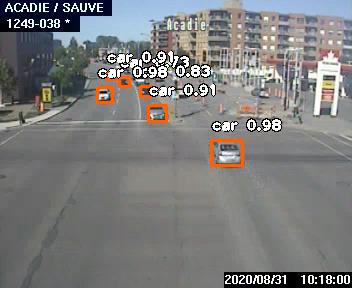 ACADIE / SAUVE
1249-038 *
Acadie
car 0.91
car 0.98 0.83
car 0.91
car 0.98
2020/08/31 10:18:00